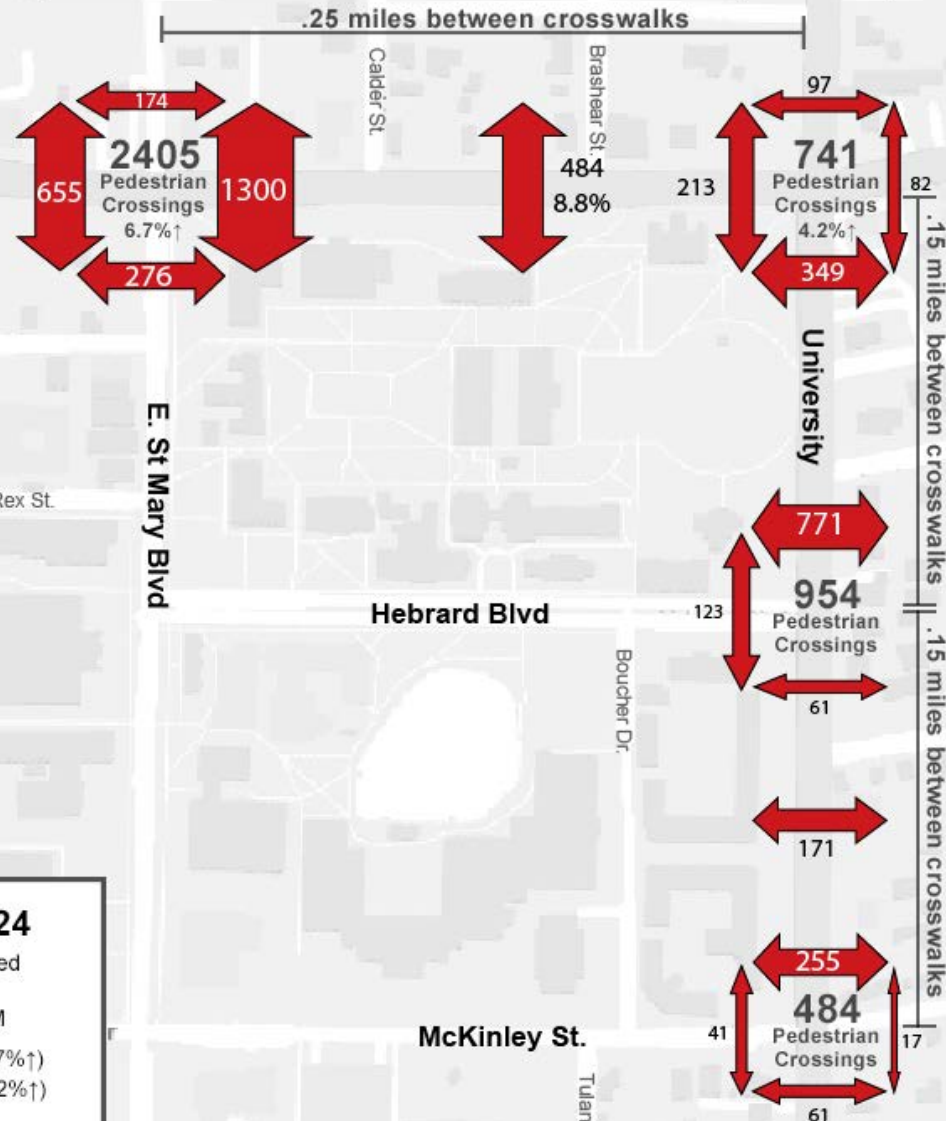 .25 miles between crosswalks
Calder St.
Brashear St.
174
2405
Pedestrian
Crossings
6.7%↑
655
1300
276
484
8.8%
97
741
Pedestrian
Crossings
4.2%↑
213
82
349
.15 miles between crosswalks
University
E. St Mary Blvd
Rex St.
771
954
Pedestrian
Crossings
123
61
Hebrard Blvd
Boucher Dr.
.15 miles between crosswalks
171
255
484
Pedestrian
Crossings
41
17
61
McKinley St.
Tulan
24
ed
M
7%↑)
2%↑)